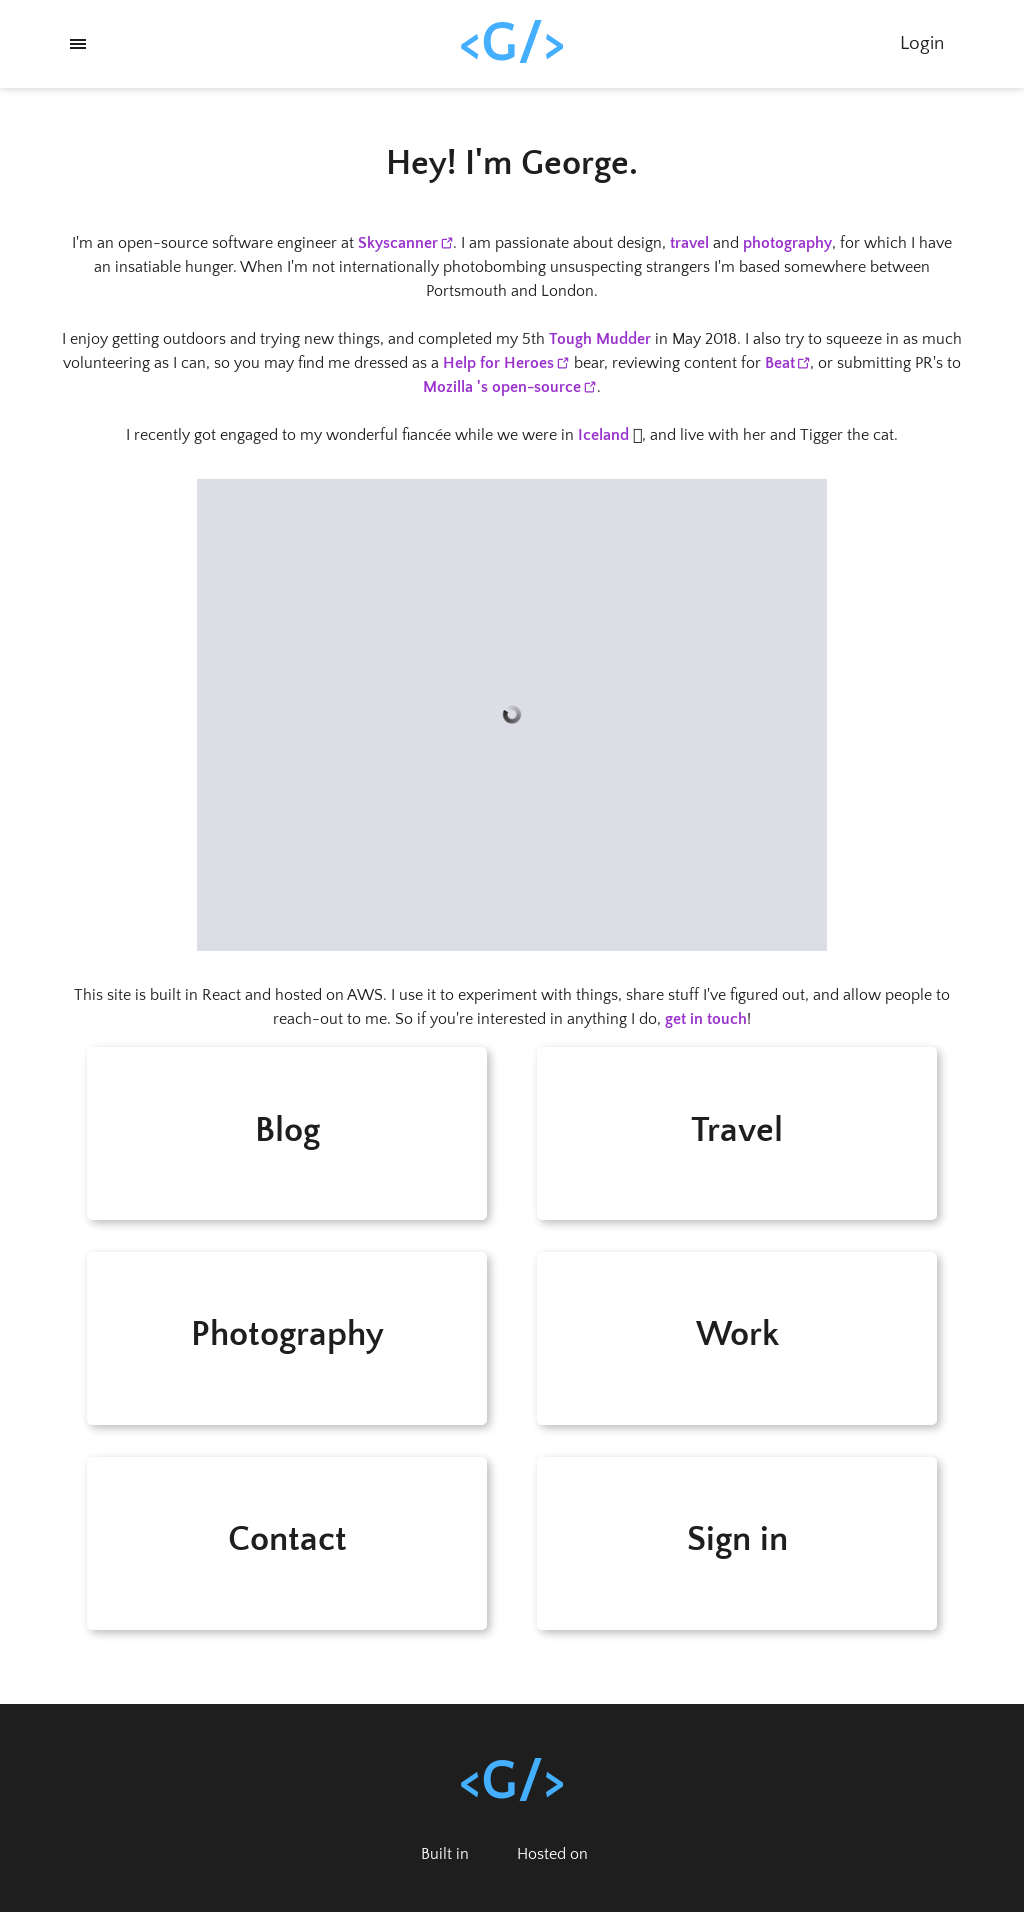 <G/>
Login
Hey! I'm George.
I'm an open-source software engineer at Skyscanner. I am passionate about design, travel and photography, for which I have
an insatiable hunger. When I'm not internationally photobombing unsuspecting strangers I'm based somewhere between
Portsmouth and London.
I enjoy getting outdoors and trying new things, and completed my 5th Tough Mudder in May 2018. I also try to squeeze in as much
volunteering as I can, so you may find me dressed as a Help for Heroes bear, reviewing content for Beat, or submitting PR's to
Mozilla 's open-source.
I recently got engaged to my wonderful fiancée while we were in Iceland , and live with her and Tigger the cat.
This site is built in React and hosted on AWS. I use it to experiment with things, share stuff I've figured out, and allow people to
reach-out to me. So if you're interested in anything I do, get in touch!
Blog
Travel
Photography
Work
Contact
Sign in
<G/>
Built in
Hosted on